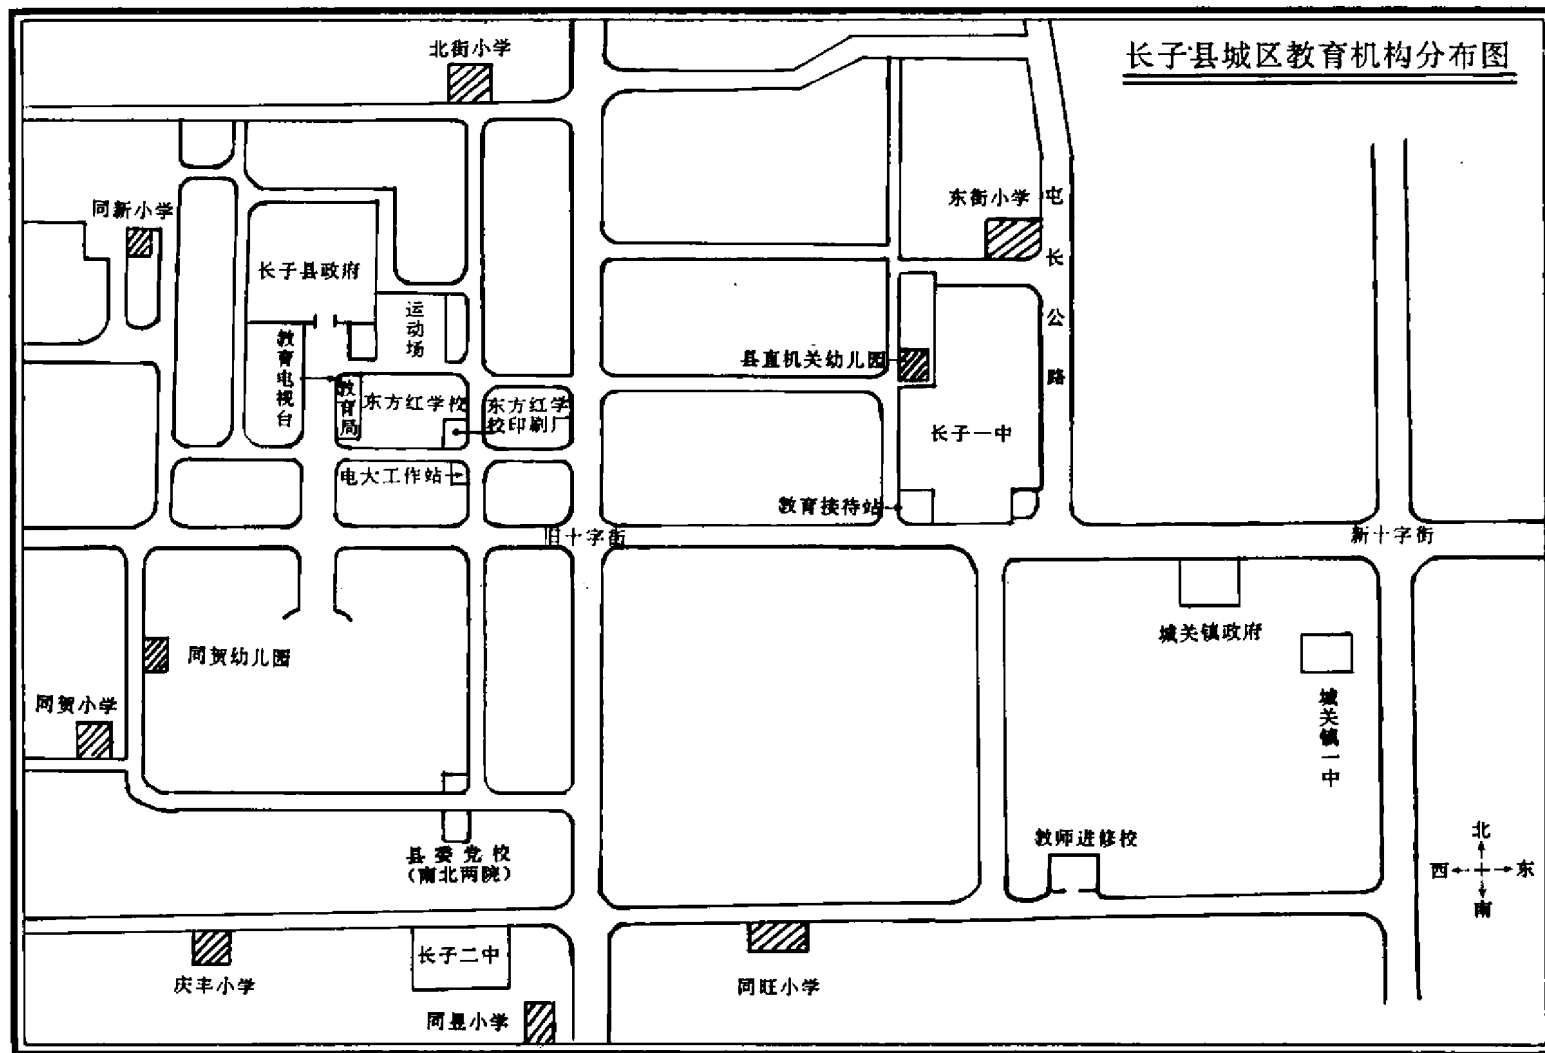 长子县城区教育机构分布图
北街小学
同新小学
东街小学
屯长公路
长子县政府
运动场
教育电视台
教育局
东方红学校
东方红学
校印刷厂
县直机关幼儿园
长子一中
电大工作站
教育接待站
旧十字街
新十字街
城关镇政府
同贺幼儿园
同贺小学
城关镇一中
教师进修校
县委党校
(南北两院)
北
西
东
南
庆丰小学
长子二中
同旺小学
同昱小学